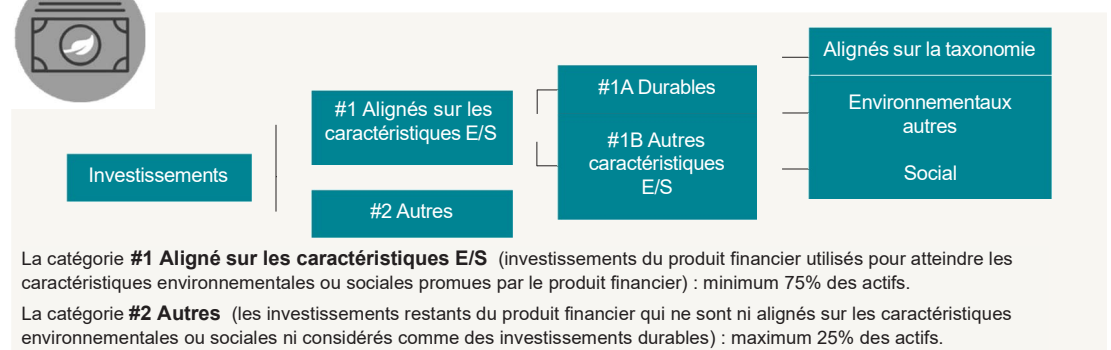 Investissements
#1 Alignés sur les
caractéristiques E/S
#2 Autres
#1A Durables
#1B Autres
caractéristiques
E/S
Alignés sur la taxonomie
Environnementaux
autres
Social
La catégorie #1 Aligné sur les caractéristiques E/S (investissements du produit financier utilisés pour atteindre les
caractéristiques environnementales ou sociales promues par le produit financier) : minimum 75% des actifs.
La catégorie #2 Autres (les investissements restants du produit financier qui ne sont ni alignés sur les caractéristiques
environnementales ou sociales ni considérés comme des investissements durables) : maximum 25% des actifs.